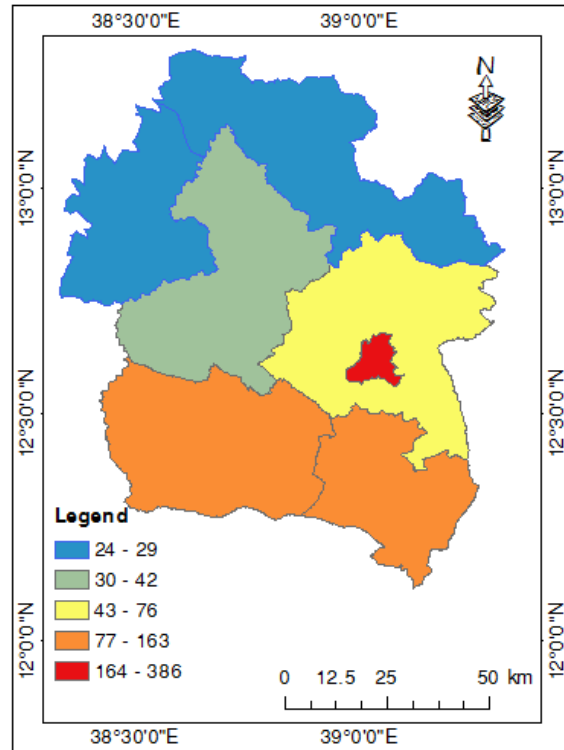 38°30'0"E 39°0'0"E
N
13°0'0"N 13°0'0"N
12°30'0"N 12°30'0"N
12°0'0"N 12°0'0"N
Legend
24 - 29
30 - 42
43 - 76
77 - 163
164 - 386
0 12.5 25 50 km
38°30'0"E 39°0'0"E